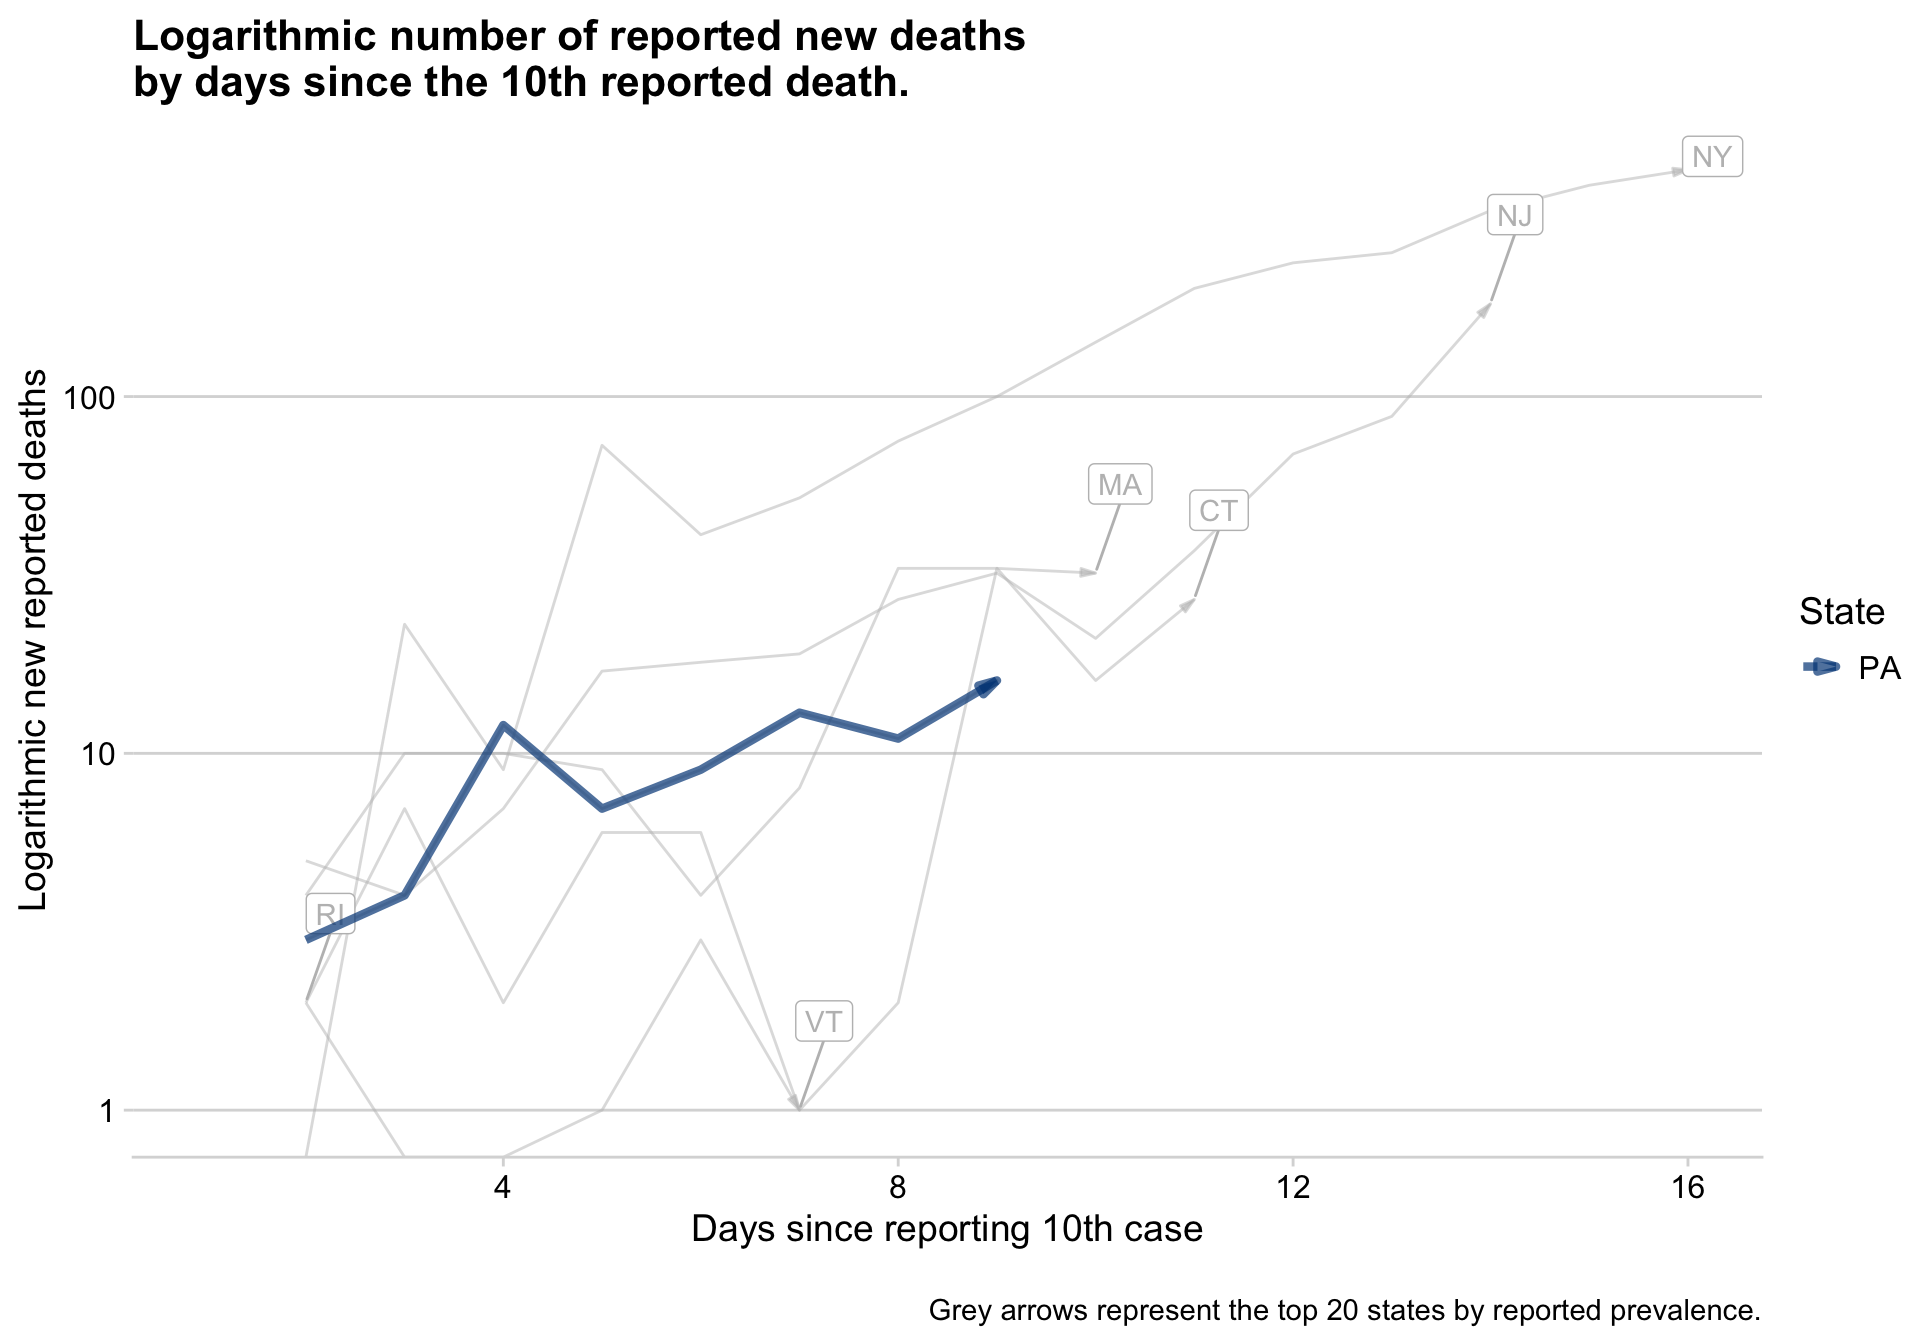 Logarithmic number of reported new deaths
by days since the 10th reported death.
NY
NJ
100
MA
CT
Logarithmic new reported deaths
State
PA
10
RI
VT
1
4 8 12 16
Days since reporting 10th case
Grey arrows represent the top 20 states by reported prevalence.